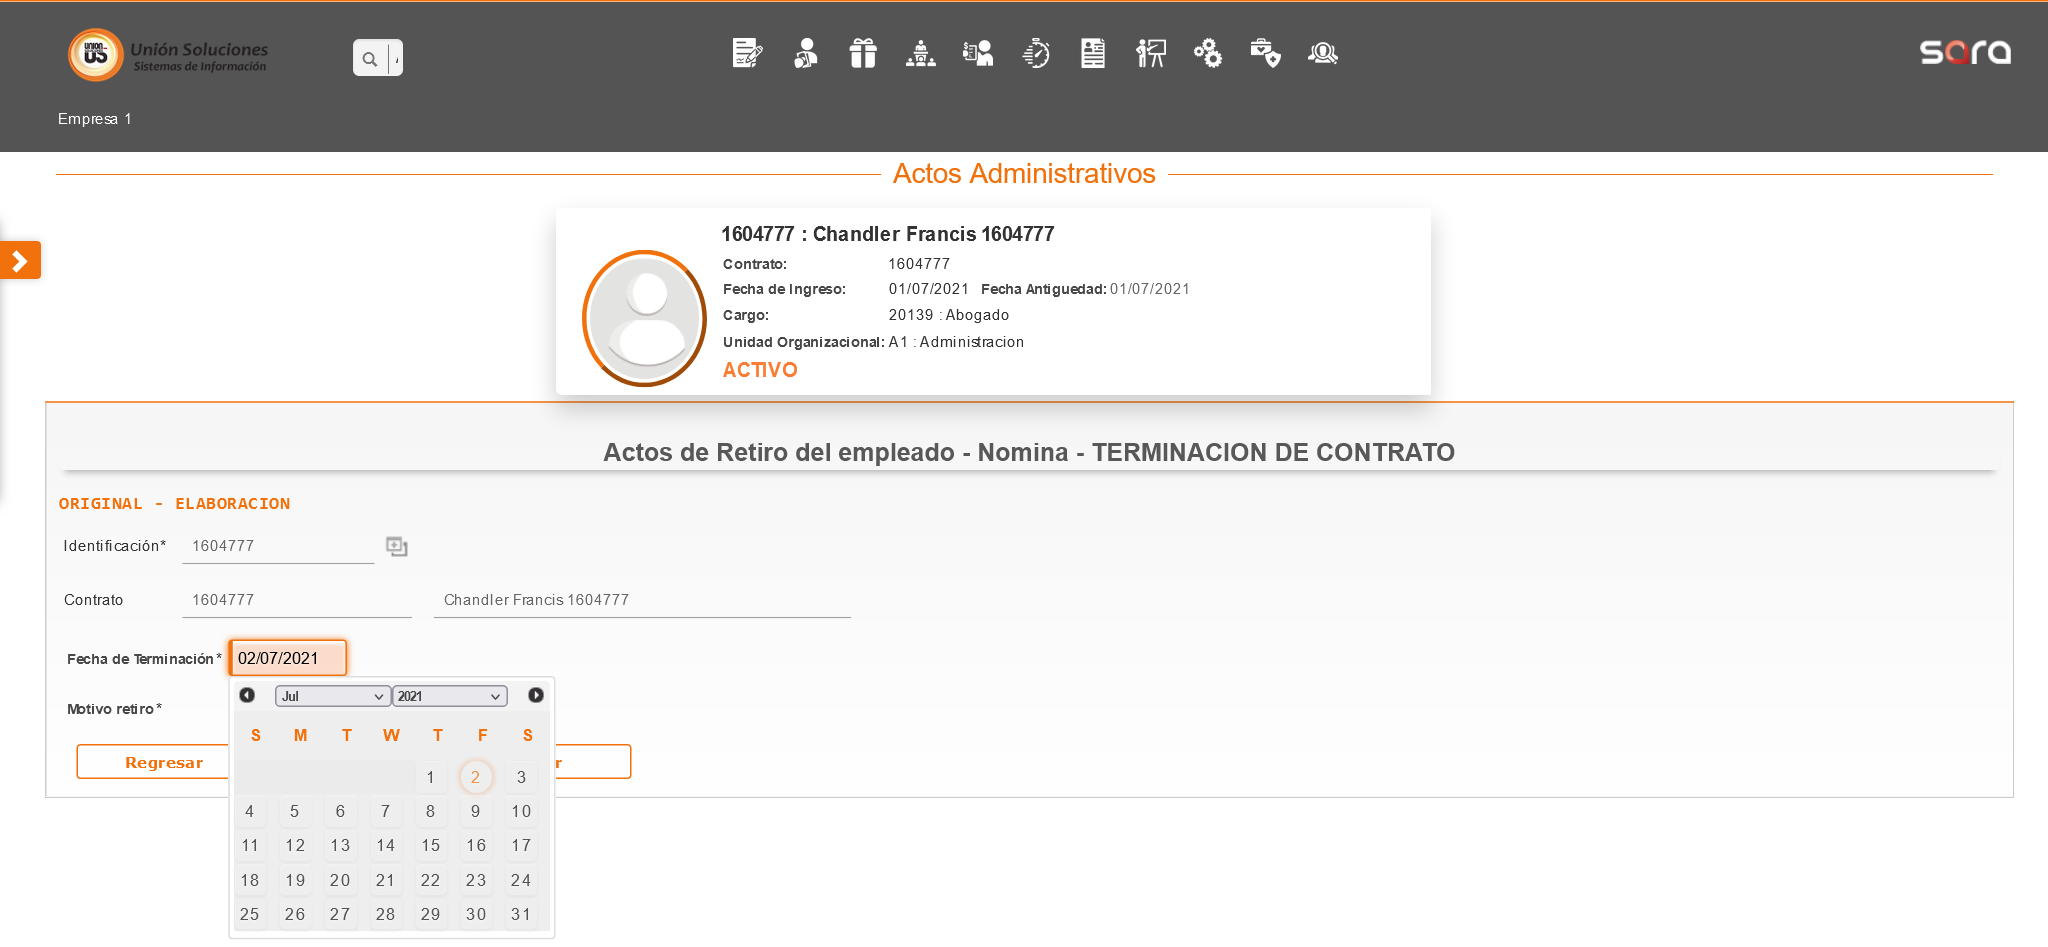 UNION
SOLUCIONES
US
Unión Soluciones
Sistemas de Información
sara
Empresa 1
Actos Administrativos
1604777 : Chandler Francis 1604777
Contrato: 1604777
Fecha de Ingreso: 01/07/2021 Fecha Antiguedad: 01/07/2021
Cargo: 20139 : Abogado
Unidad Organizacional: A1 : Administracion
ACTIVO
Actos de Retiro del empleado - Nomina - TERMINACION DE CONTRATO
ORIGINAL - ELABORACION
Identificación* 1604777
Contrato 1604777 Chandler Francis 1604777
Fecha de Terminación* 02/07/2021
Jul 2021
Motivo retiro*
S M T W T F S
Regresar r
1 2 3
4 5 6 7 8 9 10
11 12 13 14 15 16 17
18 19 20 21 22 23 24
25 26 27 28 29 30 31